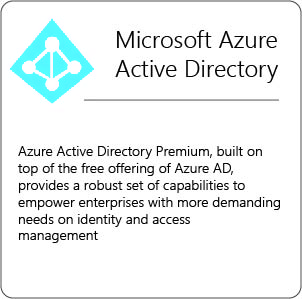 Microsoft Azure
Active Directory
Azure Active Directory Premium, built on
top of the free offering of Azure AD,
provides a robust set of capabilities to
empower enterprises with more demanding
needs on identity and access
management